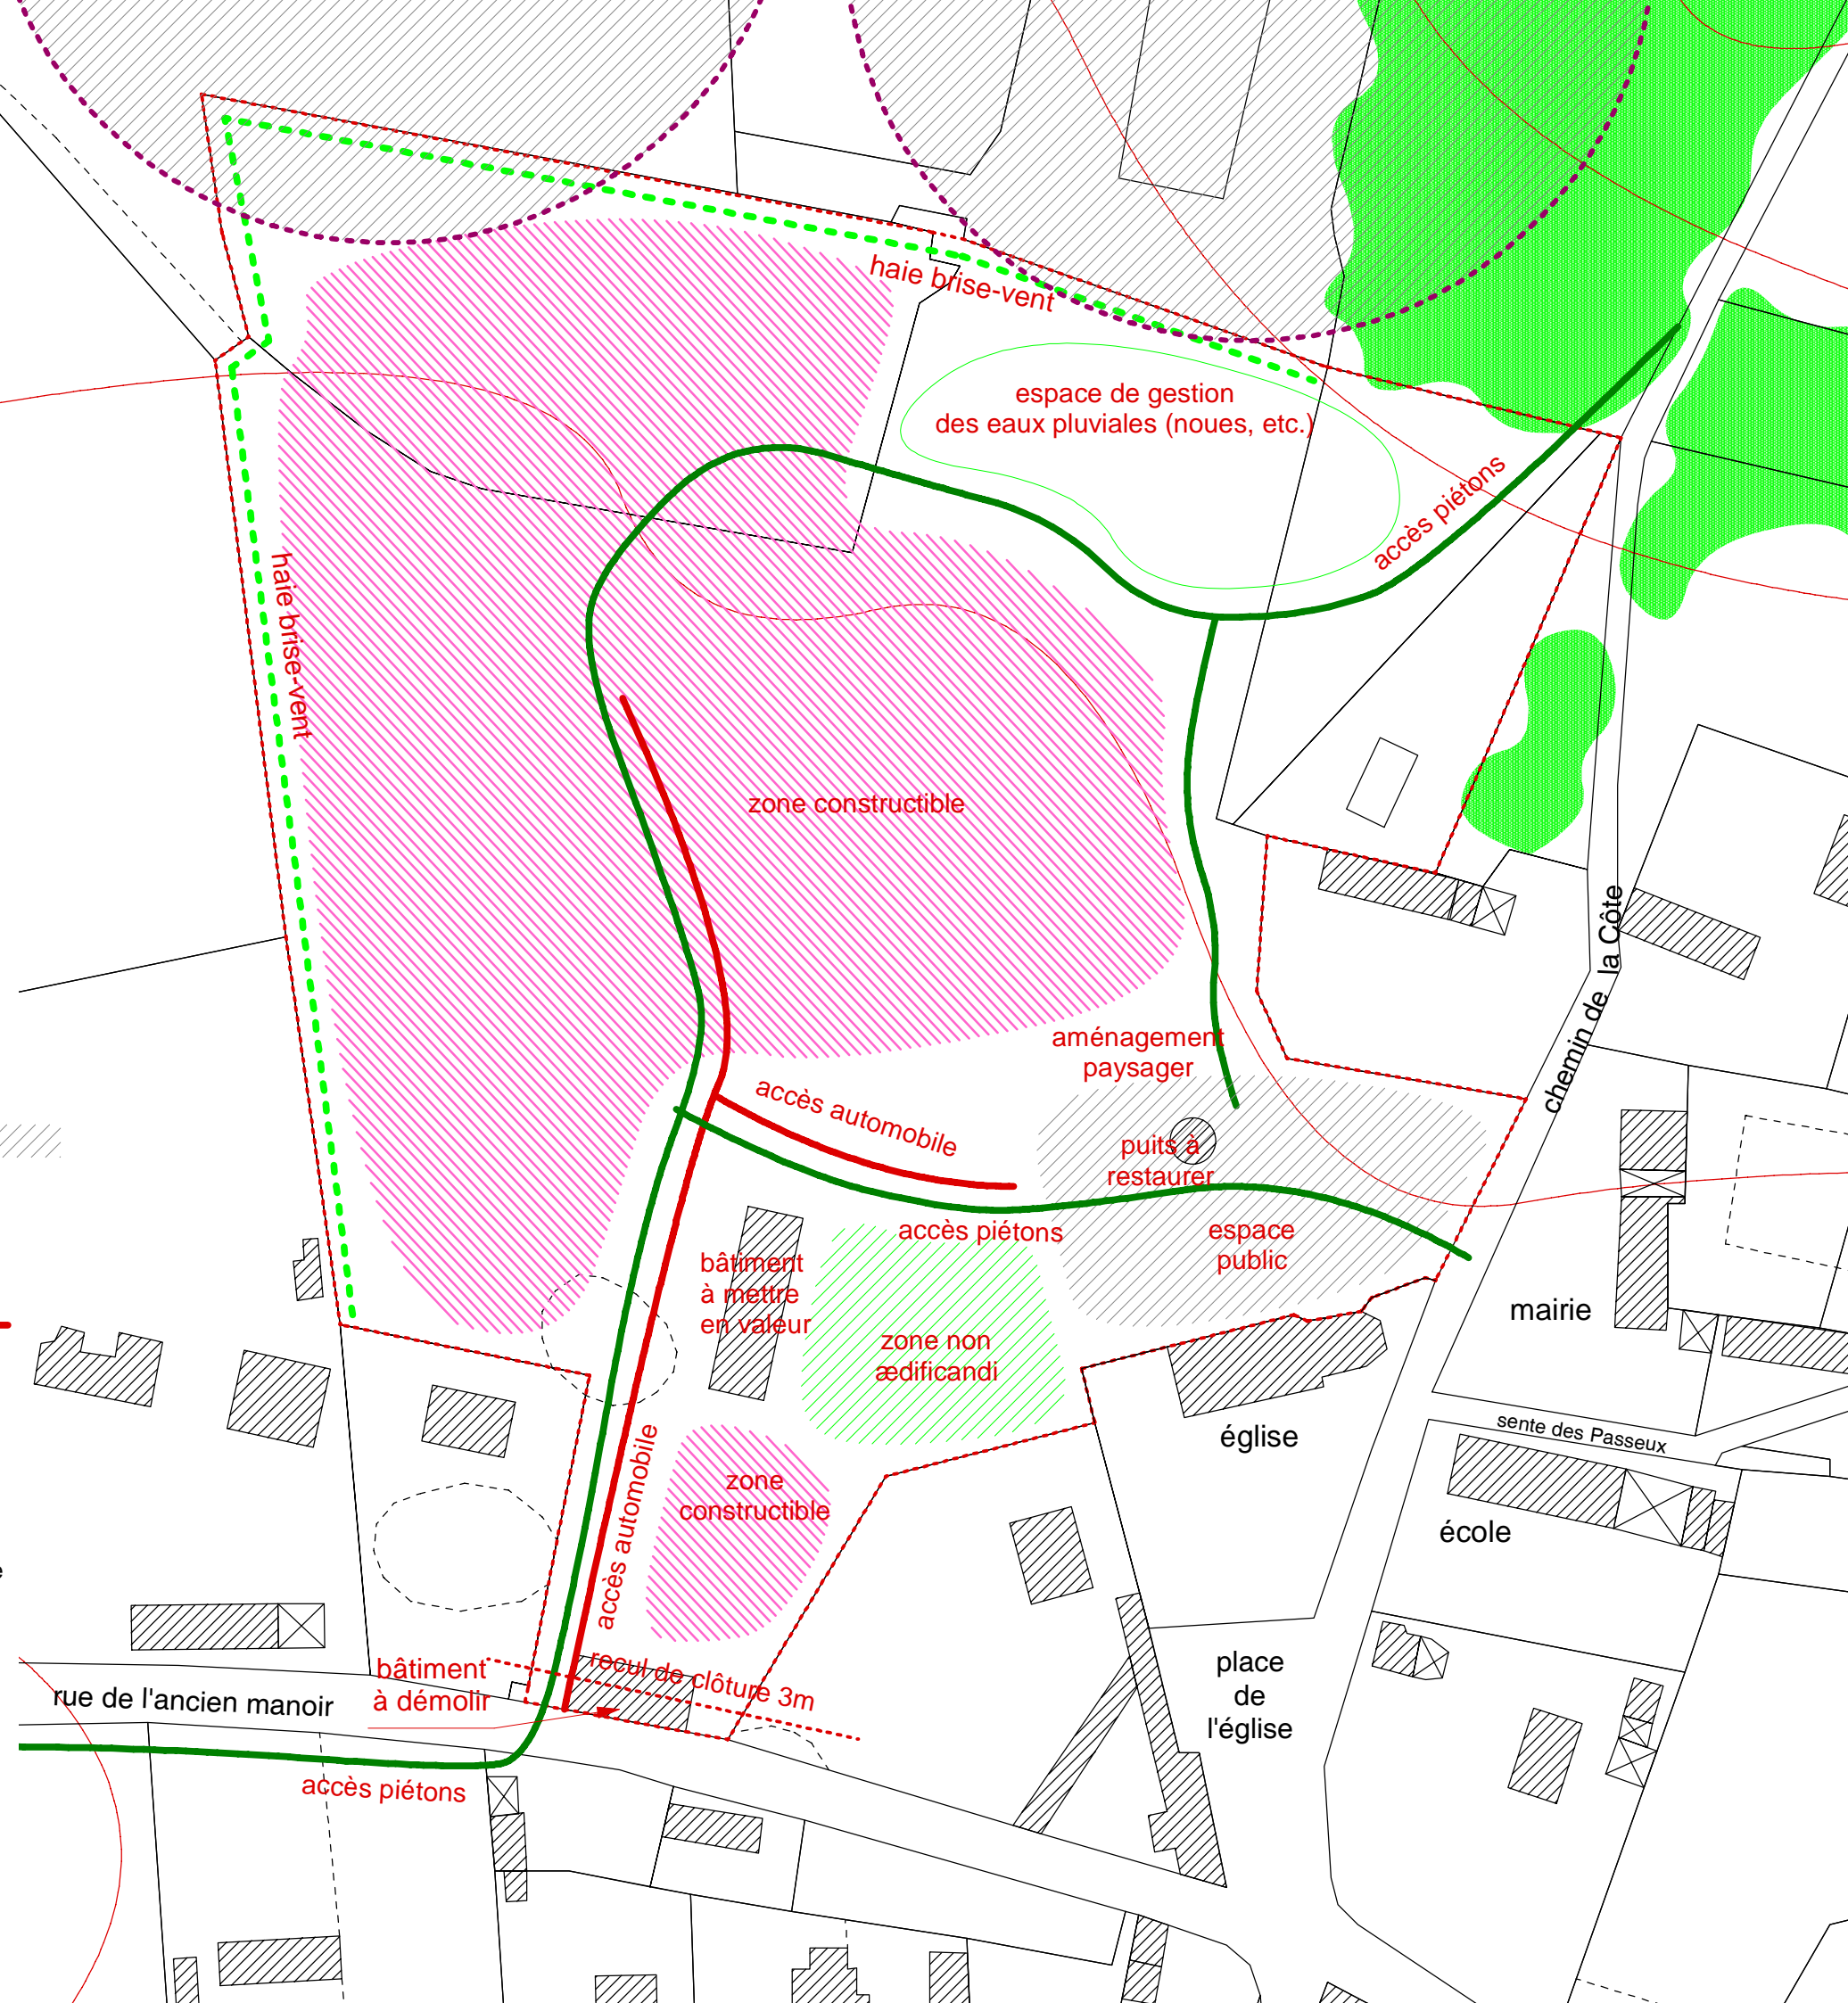 haie brise-vent
espace de gestion
des eaux pluviales (noues, etc.)
accès piétons
haie brise-vent
zone constructible
chemin de la Côte
aménagement
paysager
accès automobile
puits à
restaurer
accès piétons
espace
public
bâtiment
à mettre
en valeur
mairie
zone non
ædificandi
sente des Passeux
église
accès automobile
zone
constructible
école
recul de clôture 3m
bâtiment
à démolir
rue de l'ancien manoir
place
de
l'église
accès piétons